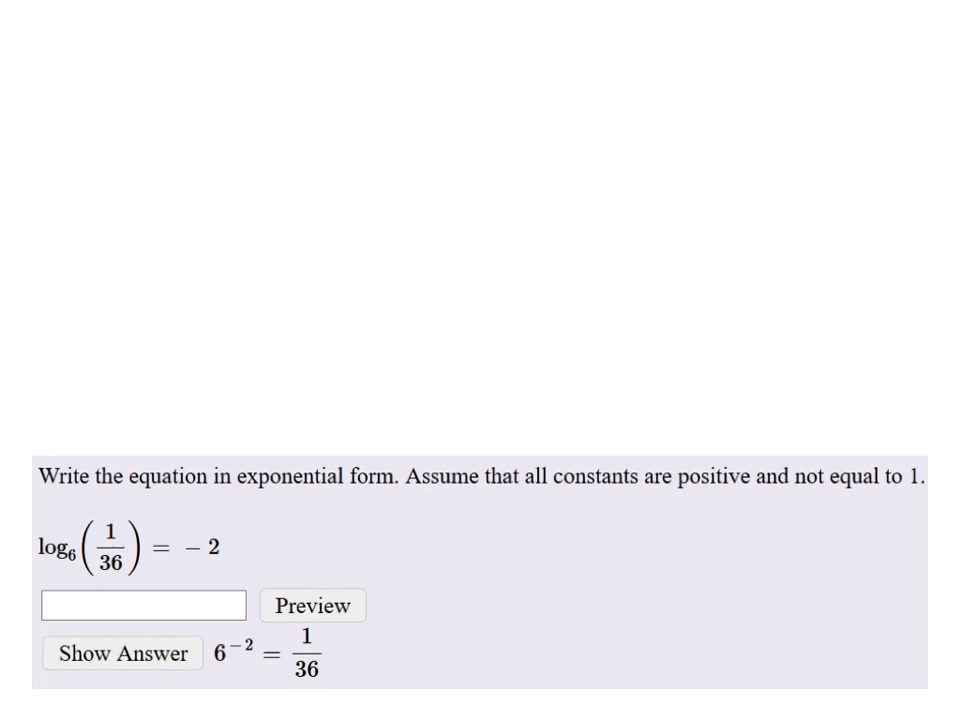 Write the equation in exponential form. Assume that all constants are positive and not equal to 1.
log₆(1/36) = − 2
Preview
Show Answer 6⁻² = 1/36